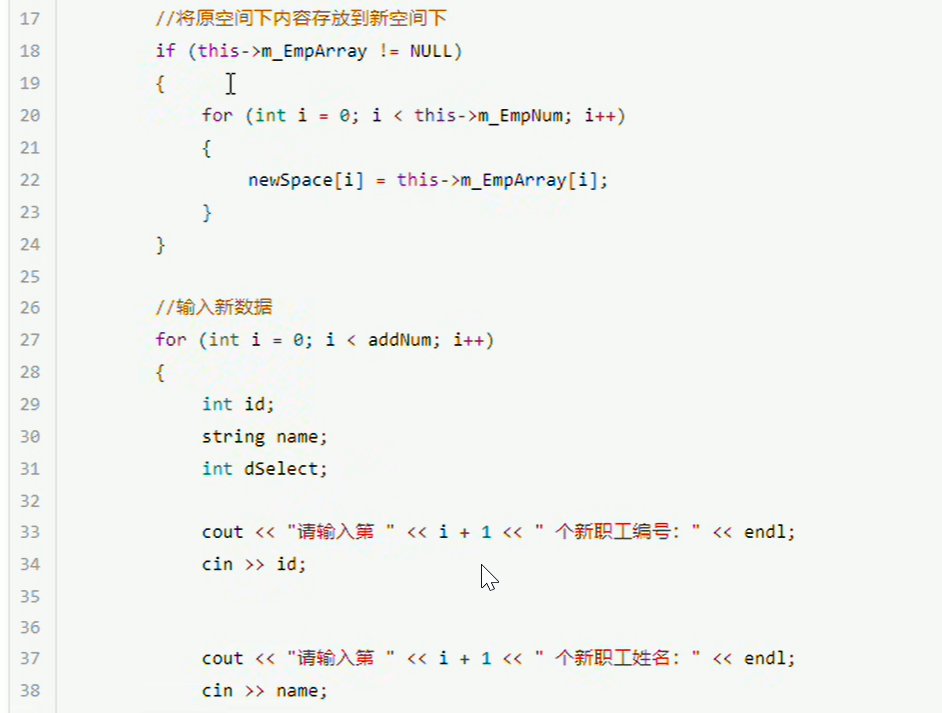 17 //将原空间下内容存放到新空间下
18 if (this->m_EmpArray != NULL)
19 {
20 for (int i = 0; i < this->m_EmpNum; i++)
21 {
22 newSpace[i] = this->m_EmpArray[i];
23 }
24 }
25
26 //输入新数据
27 for (int i = 0; i < addNum; i++)
28 {
29 int id;
30 string name;
31 int dSelect;
32
33 cout << "请输入第 " << i + 1 << " 个新职工编号：" << endl;
34 cin >> id;
35
36
37 cout << "请输入第 " << i + 1 << " 个新职工姓名：" << endl;
38 cin >> name;